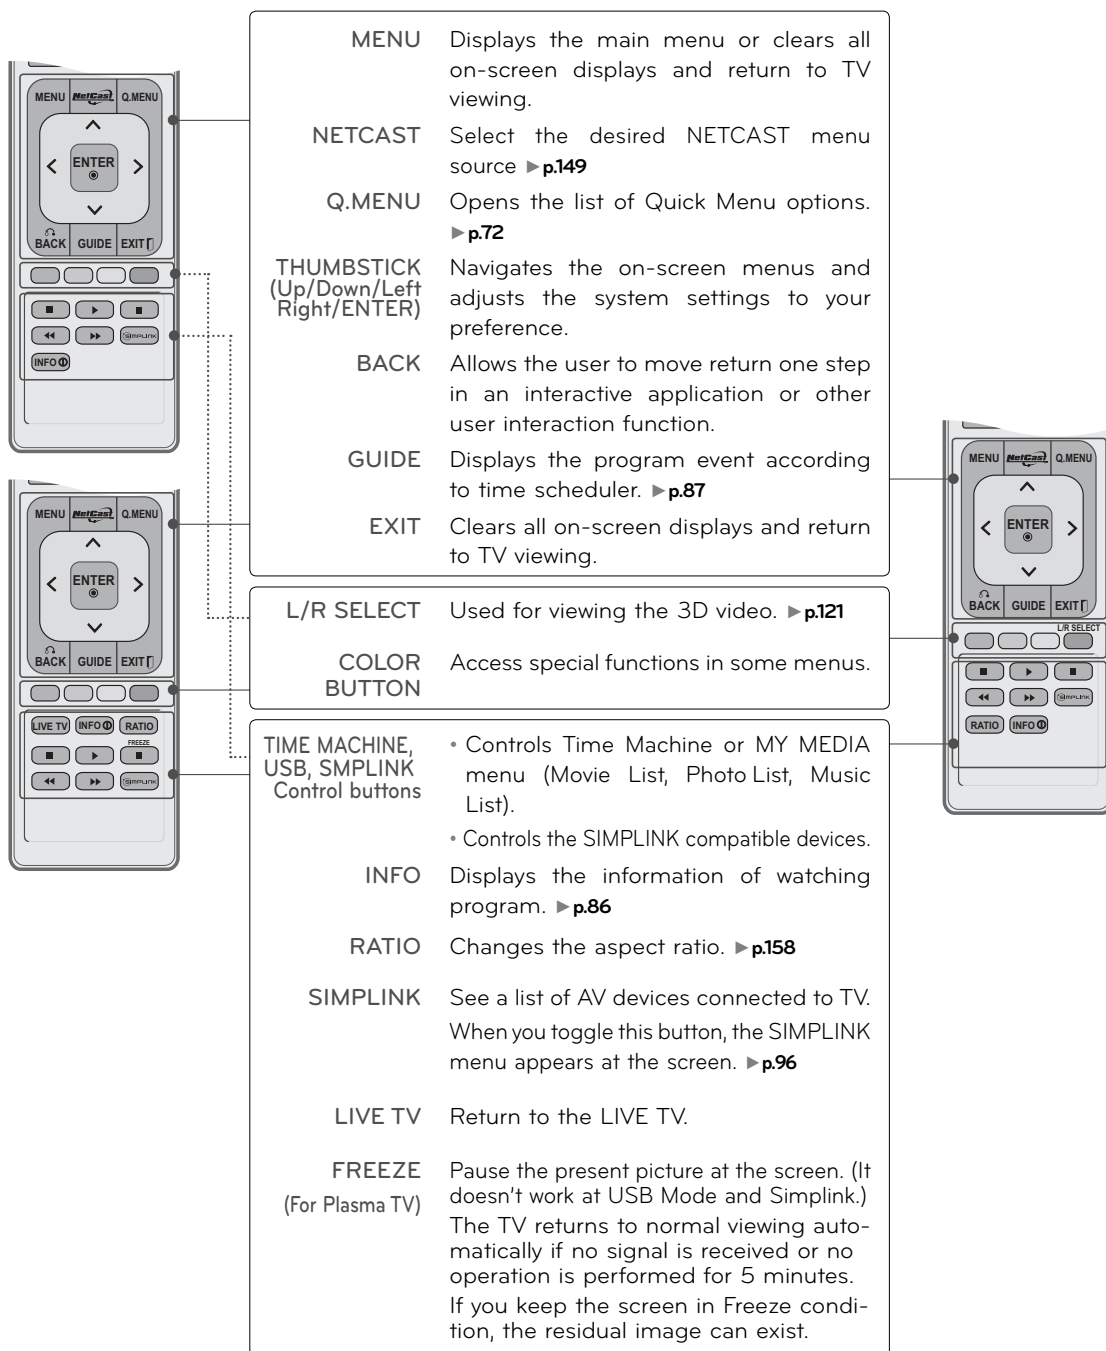 MENU Displays the main menu or clears all
on-screen displays and return to TV
viewing.
NETCAST Select the desired NETCAST menu
source ►p.149
Q.MENU Opens the list of Quick Menu options.
►p.72
THUMBSTICK Navigates the on-screen menus and
(Up/Down/Left adjusts the system settings to your
Right/ENTER) preference.
BACK Allows the user to move return one step
in an interactive application or other
user interaction function.
GUIDE Displays the program event according
to time scheduler. ►p.87
EXIT Clears all on-screen displays and return
to TV viewing.
L/R SELECT Used for viewing the 3D video. ►p.121
COLOR Access special functions in some menus.
BUTTON
TIME MACHINE, • Controls Time Machine or MY MEDIA
USB, SMPLINK menu (Movie List, Photo List, Music
Control buttons List).
• Controls the SIMPLINK compatible devices.
INFO Displays the information of watching
program. ►p.86
RATIO Changes the aspect ratio. ►p.158
SIMPLINK See a list of AV devices connected to TV.
When you toggle this button, the SIMPLINK
menu appears at the screen. ►p.96
LIVE TV Return to the LIVE TV.
FREEZE Pause the present picture at the screen. (It
(For Plasma TV) doesn't work at USB Mode and Simplink.)
The TV returns to normal viewing auto-
matically if no signal is received or no
operation is performed for 5 minutes.
If you keep the screen in Freeze condi-
tion, the residual image can exist.
MENU NetCast Q.MENU
ENTER
BACK GUIDE EXIT
SIMPLINK
INFO
MENU NetCast Q.MENU
ENTER
BACK GUIDE EXIT
LIVE TV INFO RATIO
FREEZE
SIMPLINK
MENU NetCast Q.MENU
ENTER
BACK GUIDE EXIT
L/R SELECT
SIMPLINK
RATIO INFO